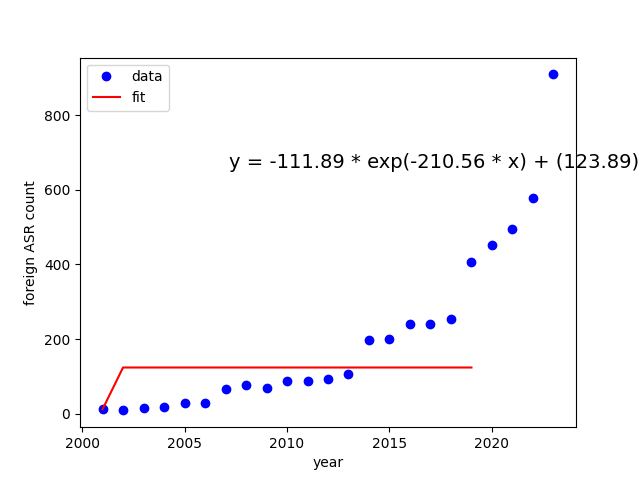 data
fit
y = -111.89 * exp(-210.56 * x) + (123.89)
foreign ASR count
800
600
400
200
0
2000
2005
2010
2015
2020
year